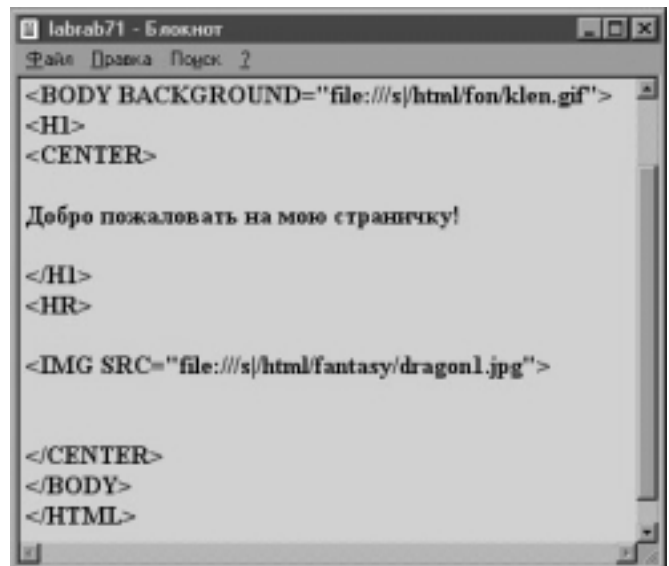 labrab71 - Блокнот
Файл Правка Поиск ?
<BODY BACKGROUND="file:///s|/html/fon/klen.gif">
<H1>
<CENTER>
Добро пожаловать на мою страничку!
</H1>
<HR>
<IMG SRC="file:///s|/html/fantasy/dragon1.jpg">
</CENTER>
</BODY>
</HTML>